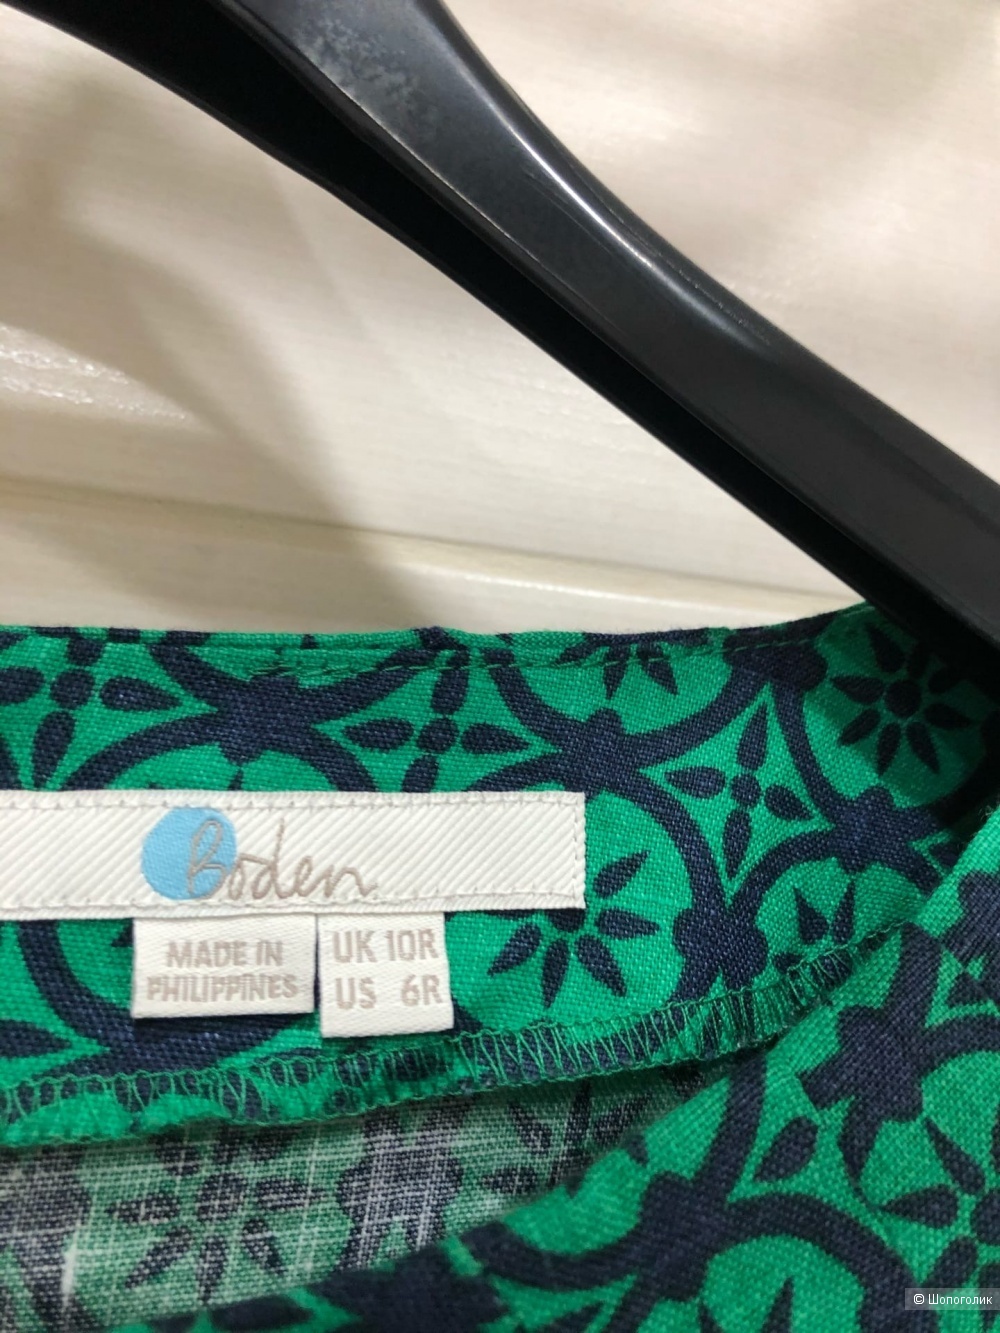 Boden
MADE IN
PHILIPPINES
UK 10R
US 6R
© Шопоголик